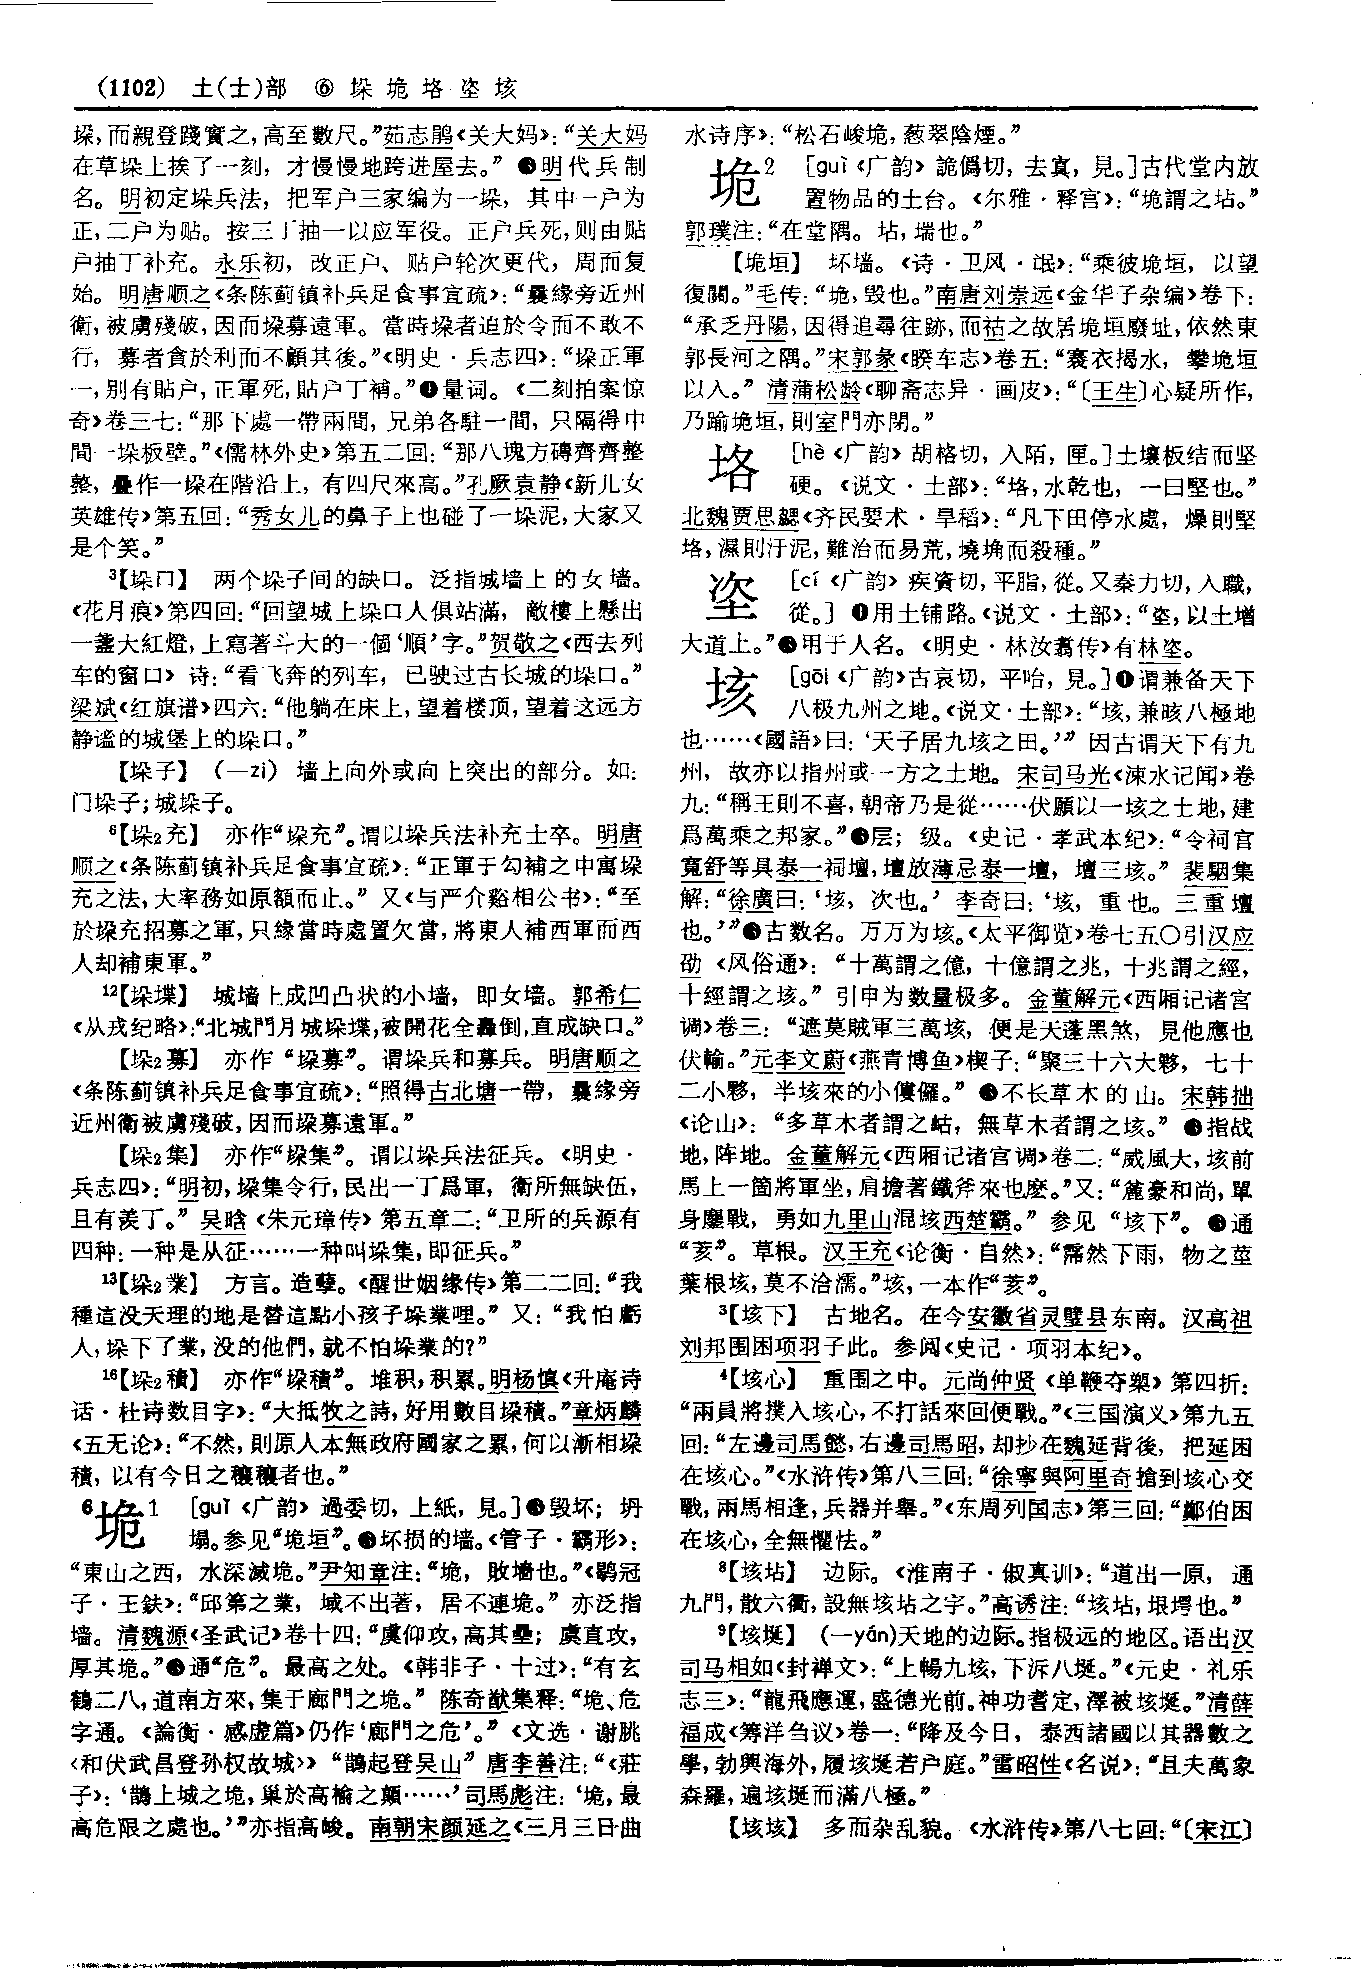 (1102) 土(士)部 ⑥ 垛 垝 垎 垐 垓
垜,而親登踐實之,高至數尺。”茹志鹃《关大妈》:“关大妈
在草垛上挨了一刻,才慢慢地跨进屋去。”❸明代兵制
名。明初定垛兵法,把军户三家编为一垛,其中一户为
正,二户为贴。按三丁抽一以应军役。正户兵死,则由贴
户抽丁补充。永乐初,改正户、贴户轮次更代,周而复
始。明唐顺之《条陈蓟镇补兵足食事宜疏》:“曩緣旁近州
衛,被虜殘破,因而垛募遠軍。當時垛者迫於令而不敢不
行,募者貪於利而不顧其後。”《明史·兵志四》:“垛正軍
一,别有貼户,正軍死,貼户丁補。”❹量词。《二刻拍案惊
奇》卷三七:“那下處一帶兩間,兄弟各駐一間,只隔得中
間一垛板壁。”《儒林外史》第五二回:“那八塊方磚齊齊整
整,疊作一垛在階沿上,有四尺來高。”孔厥袁静《新儿女
英雄传》第五回:“秀女儿的鼻子上也碰了一垛泥,大家又
是个笑。”
³【垛口】 两个垛子间的缺口。泛指城墙上的女墙。
《花月痕》第四回:“回望城上垛口人俱站滿,敵樓上懸出
一盞大紅燈,上寫著斗大的一個‘順’字。”贺敬之《西去列
车的窗口》诗:“看飞奔的列车,已驶过古长城的垛口。”
梁斌《红旗谱》四六:“他躺在床上,望着楼顶,望着这远方
静谧的城堡上的垛口。”
【垛子】 (—zi) 墙上向外或向上突出的部分。如:
门垛子;城垛子。
⁶【垛₂充】 亦作“垜充”。谓以垛兵法补充士卒。明唐
顺之《条陈蓟镇补兵足食事宜疏》:“正軍于勾補之中寓垛
充之法,大率務如原額而止。”又《与严介谿相公书》:“至
於垛充招募之軍,只緣當時處置欠當,將東人補西軍而西
人却補東軍。”
¹²【垛堞】 城墙上成凹凸状的小墙,即女墙。郭希仁
《从戎纪略》:“北城門月城垛堞,被開花全轟倒,直成缺口。”
【垛₂募】 亦作“垜募”。谓垛兵和募兵。明唐顺之
《条陈蓟镇补兵足食事宜疏》:“照得古北塘一帶,曩緣旁
近州衛被虜殘破,因而垛募遠軍。”
【垛₂集】 亦作“垜集”。谓以垛兵法征兵。《明史·
兵志四》:“明初,垛集令行,民出一丁爲軍,衛所無缺伍,
且有羨丁。”吴晗《朱元璋传》第五章二:“卫所的兵源有
四种:一种是从征……一种叫垛集,即征兵。”
¹³【垛₂業】 方言。造孽。《醒世姻缘传》第二二回:“我
種這没天理的地是替這點小孩子垛業哩。”又:“我怕虧
人,垛下了業,没的他們,就不怕垛業的?”
¹⁶【垛₂積】 亦作“垜積”。堆积,积累。明杨慎《升庵诗
话·杜诗数目字》:“大抵牧之詩,好用數目垛積。”章炳麟
《五无论》:“不然,則原人本無政府國家之累,何以漸相垛
積,以有今日之穰穰者也。”
⁶垝¹ [guǐ《广韵》過委切,上紙,見。]❶毁坏;坍
塌。参见“垝垣”。❷坏损的墙。《管子·霸形》:
“東山之西,水深滅垝。”尹知章注:“垝,敗墻也。”《鹖冠
子·王鈇》:“邱第之業,域不出著,居不連垝。”亦泛指
墙。清魏源《圣武记》卷十四:“虞仰攻,高其壘;虞直攻,
厚其垝。”❸通“危”。最高之处。《韩非子·十过》:“有玄
鶴二八,道南方來,集于廊門之垝。”陈奇猷集释:“垝、危
字通。《論衡·感虛篇》仍作‘廊門之危’。”《文选·谢朓
〈和伏武昌登孙权故城〉》“鵲起登吴山”唐李善注:“《莊
子》:‘鵲上城之垝,巢於高榆之顛……’司馬彪注:‘垝,最
高危限之處也。’”亦指高峻。南朝宋颜延之《三月三日曲
水诗序》:“松石峻垝,葱翠陰煙。”
垝² [guì《广韵》詭僞切,去寘,見。]古代堂内放
置物品的土台。《尔雅·释宫》:“垝謂之坫。”
郭璞注:“在堂隅。坫,㙐也。”
【垝垣】 坏墙。《诗·卫风·氓》:“乘彼垝垣,以望
復關。”毛传:“垝,毁也。”南唐刘崇远《金华子杂编》卷下:
“承乏丹陽,因得追尋往跡,而祜之故居垝垣廢址,依然東
郭長河之隅。”宋郭彖《睽车志》卷五:“褰衣揭水,攀垝垣
以入。”清蒲松龄《聊斋志异·画皮》:“〔王生〕心疑所作,
乃踰垝垣,則室門亦閉。”
垎 [hè《广韵》胡格切,入陌,匣。]土壤板结而坚
硬。《说文·土部》:“垎,水乾也,一曰堅也。”
北魏贾思勰《齐民要术·旱稻》:“凡下田停水處,燥則堅
垎,濕則汙泥,難治而易荒,墝埆而殺種。”
垐 [cí《广韵》疾資切,平脂,從。又秦力切,入職,
從。] ❶用土铺路。《说文·土部》:“垐,以土增
大道上。”❷用于人名。《明史·林汝翥传》有林垐。
垓 [gāi《广韵》古哀切,平咍,見。]❶谓兼备天下
八极九州之地。《说文·土部》:“垓,兼晐八極地
也……《國語》曰:‘天子居九垓之田。’”因古谓天下有九
州,故亦以指州或一方之土地。宋司马光《涑水记闻》卷
九:“稱王則不喜,朝帝乃是從……伏願以一垓之土地,建
爲萬乘之邦家。”❷层;级。《史记·孝武本纪》:“令祠官
寬舒等具泰一祠壇,壇放薄忌泰一壇,壇三垓。”裴駰集
解:“徐廣曰:‘垓,次也。’李奇曰:‘垓,重也。三重壇
也。’”❸古数名。万万为垓。《太平御览》卷七五〇引汉应
劭《风俗通》:“十萬謂之億,十億謂之兆,十兆謂之經,
十經謂之垓。”引申为数量极多。金董解元《西厢记诸宫
调》卷三:“遮莫賊軍三萬垓,便是天蓬黑煞,見他應也
伏輸。”元李文蔚《燕青博鱼》楔子:“聚三十六大夥,七十
二小夥,半垓來的小僂儸。”❹不长草木的山。宋韩拙
《论山》:“多草木者謂之岵,無草木者謂之垓。”❺指战
地,阵地。金董解元《西厢记诸宫调》卷二:“威風大,垓前
馬上一箇將軍坐,肩擔著鐵斧來也麽。”又:“麄豪和尚,單
身鏖戰,勇如九里山混垓西楚霸。”参见“垓下”。❻通
“荄”。草根。汉王充《论衡·自然》:“霈然下雨,物之莖
葉根垓,莫不洽濡。”垓,一本作“荄”。
³【垓下】 古地名。在今安徽省灵璧县东南。汉高祖
刘邦围困项羽于此。参阅《史记·项羽本纪》。
⁴【垓心】 重围之中。元尚仲贤《单鞭夺槊》第四折:
“兩員將撲入垓心,不打話來回便戰。”《三国演义》第九五
回:“左邊司馬懿,右邊司馬昭,却抄在魏延背後,把延困
在垓心。”《水浒传》第八三回:“徐寧與阿里奇搶到垓心交
戰,兩馬相逢,兵器并舉。”《东周列国志》第三回:“鄭伯困
在垓心,全無懼怯。”
⁸【垓坫】 边际。《淮南子·俶真训》:“道出一原,通
九門,散六衢,設無垓坫之宇。”高诱注:“垓坫,垠堮也。”
⁹【垓埏】 (—yán)天地的边际。指极远的地区。语出汉
司马相如《封禅文》:“上暢九垓,下泝八埏。”《元史·礼乐
志三》:“龍飛應運,盛德光前。神功耆定,澤被垓埏。”清薛
福成《筹洋刍议》卷一:“降及今日,泰西諸國以其器數之
學,勃興海外,履垓埏若户庭。”雷昭性《名说》:“且夫萬象
森羅,遍垓埏而滿八極。”
【垓垓】 多而杂乱貌。《水浒传》第八七回:“〔宋江〕